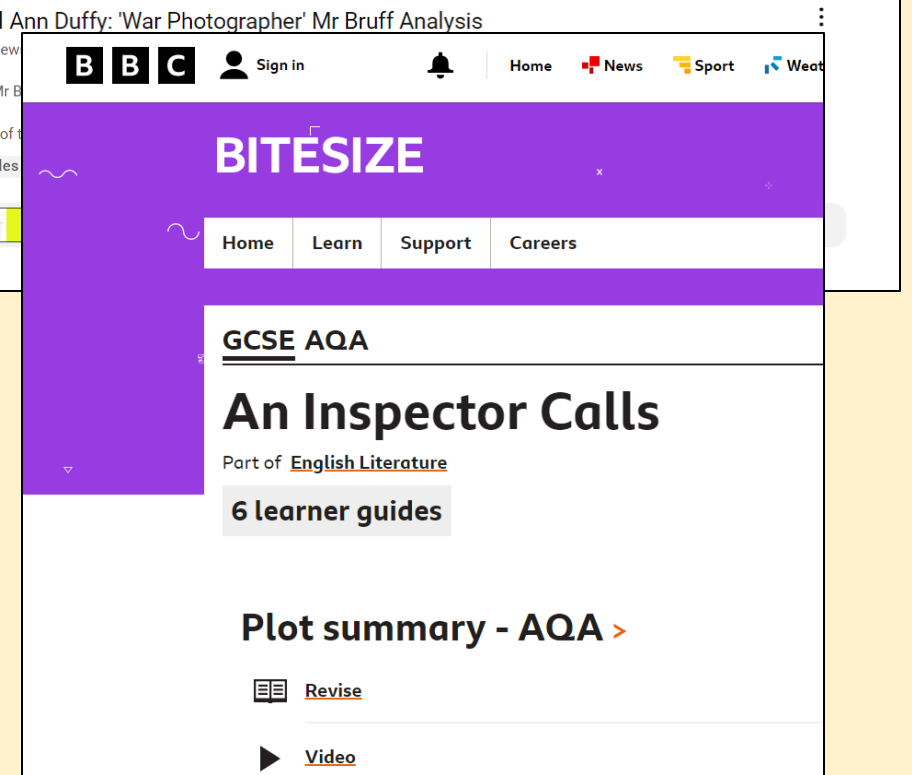 Ann Duffy: 'War Photographer' Mr Bruff Analysis
BBC Sign in Home News Sport
BITESIZE
Home Learn Support Careers
GCSE AQA
An Inspector Calls
Part of English Literature
6 learner guides
Plot summary - AQA >
Revise
Video